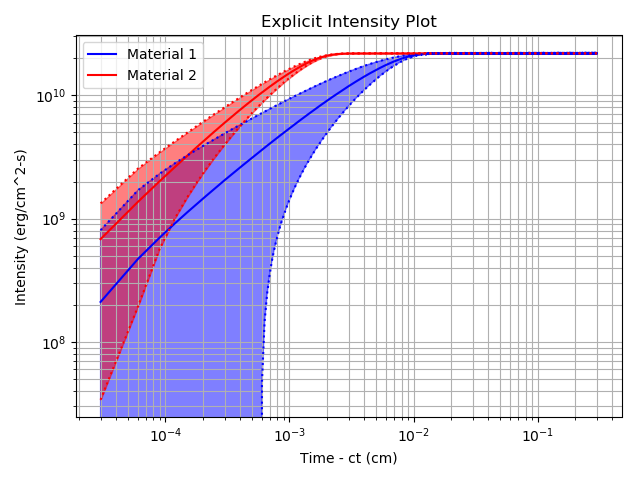 Explicit Intensity Plot
Material 1
Material 2
Intensity (erg/cm^2-s)
10^10
10^9
10^8
10^-4
10^-3
10^-2
10^-1
Time - ct (cm)